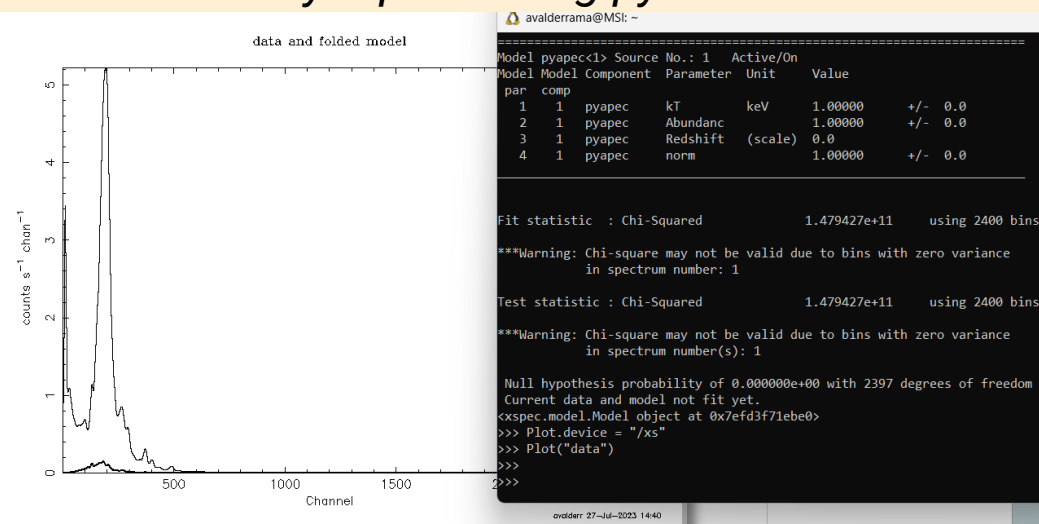 data and folded model
counts s⁻¹ chan⁻¹
5
4
3
2
1
0
500
1000
1500
2
Channel
avalderr 27-Jul-2023 14:40
avalderrama@MSI: ~
========================================================================
Model pyapec<1> Source No.: 1   Active/On
Model Model Component  Parameter  Unit     Value
par  comp
1    1   pyapec     kT         keV      1.00000      +/-  0.0
2    1   pyapec     Abundanc            1.00000      +/-  0.0
3    1   pyapec     Redshift   (scale)  0.0
4    1   pyapec     norm                1.00000      +/-  0.0
________________________________________________________________________
Fit statistic  : Chi-Squared              1.479427e+11     using 2400 bins
***Warning: Chi-square may not be valid due to bins with zero variance
in spectrum number: 1
Test statistic : Chi-Squared              1.479427e+11     using 2400 bins
***Warning: Chi-square may not be valid due to bins with zero variance
in spectrum number(s): 1
Null hypothesis probability of 0.000000e+00 with 2397 degrees of freedom
Current data and model not fit yet.
<xspec.model.Model object at 0x7efd3f71ebe0>
>>> Plot.device = "/xs"
>>> Plot("data")
>>>
>>>